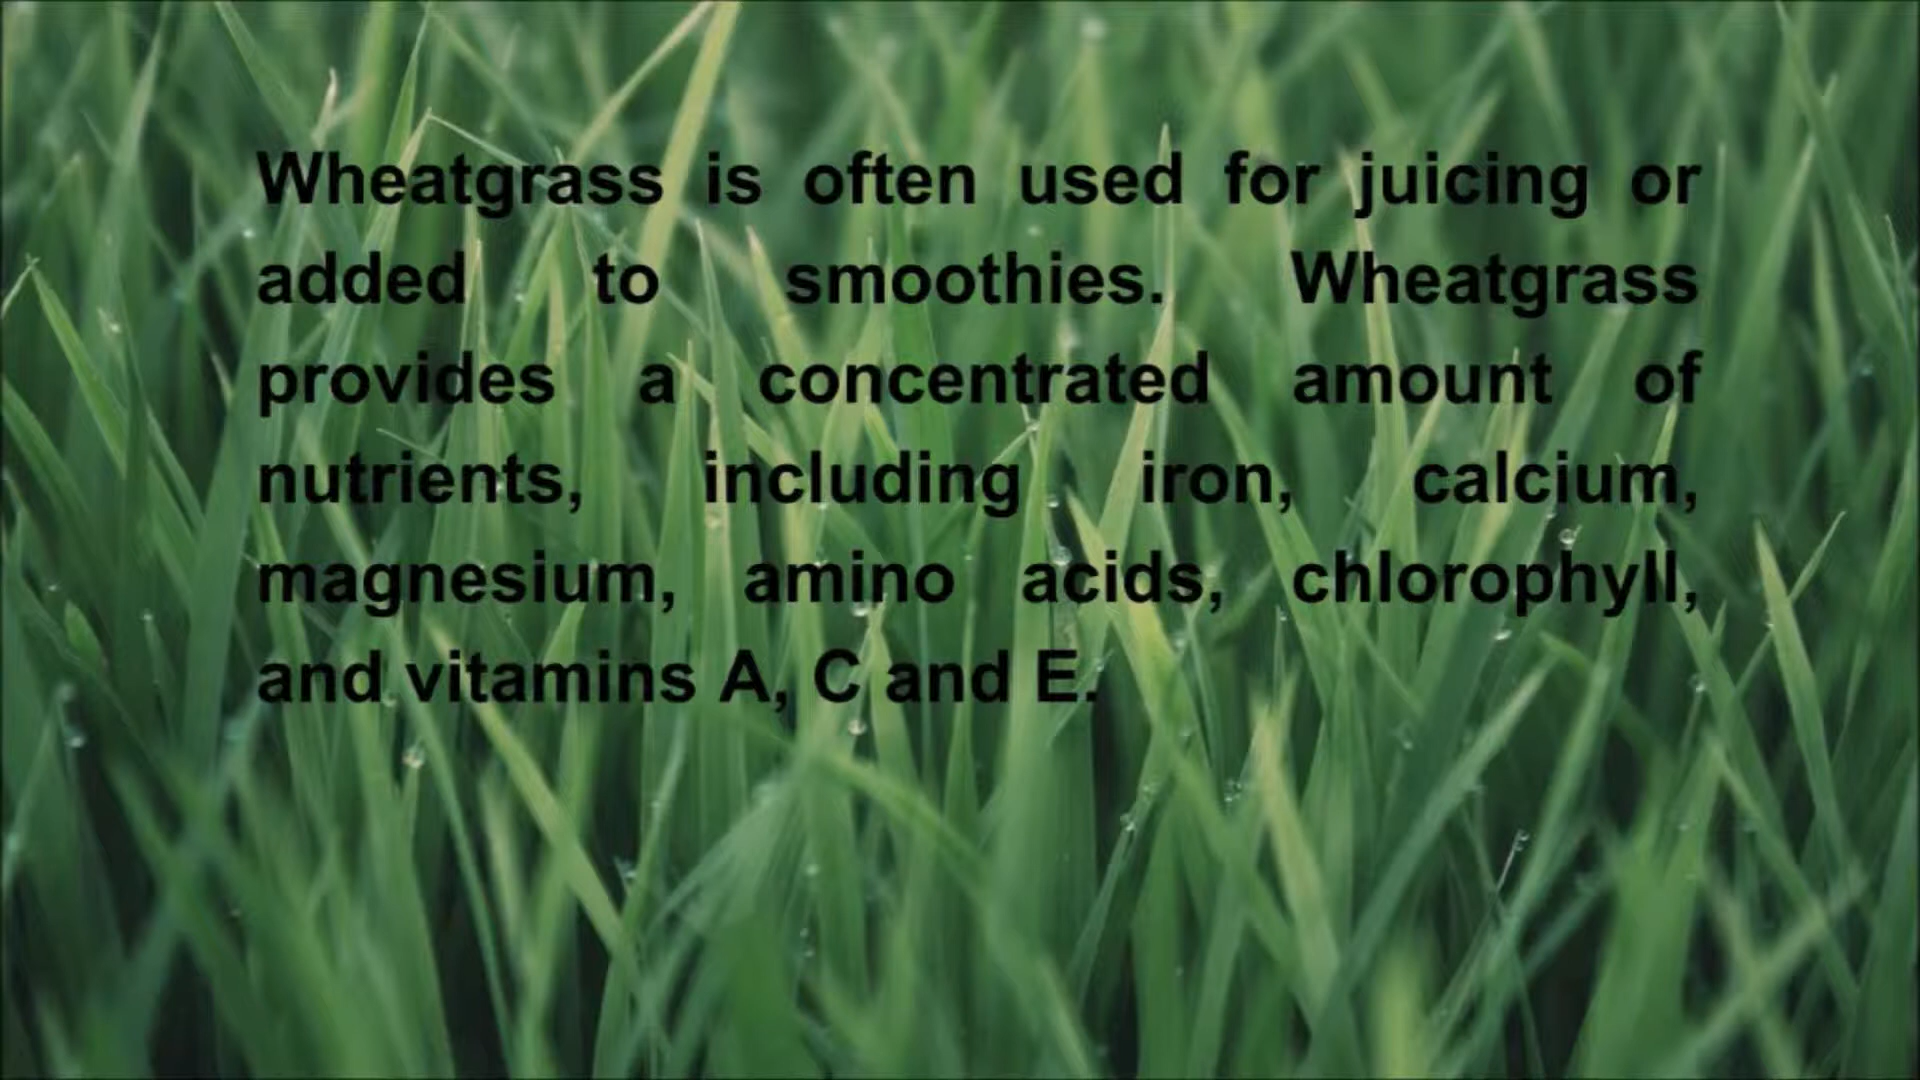 Wheatgrass is often used for juicing or
added to smoothies. Wheatgrass
provides a concentrated amount of
nutrients, including iron, calcium,
magnesium, amino acids, chlorophyll,
and vitamins A, C and E.